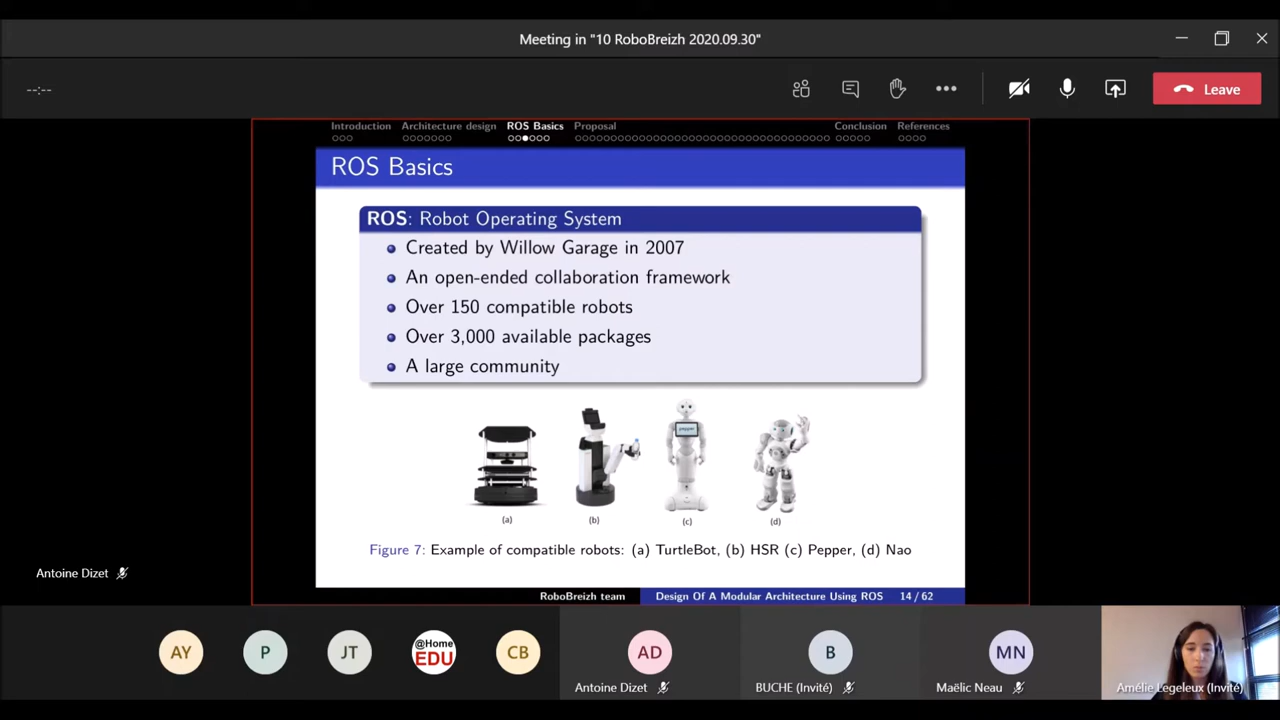 Meeting in "10 RoboBreizh 2020.09.30"
--:--
Leave
Introduction Architecture design ROS Basics Proposal Conclusion References
ROS Basics
ROS: Robot Operating System
Created by Willow Garage in 2007
An open-ended collaboration framework
Over 150 compatible robots
Over 3,000 available packages
A large community
pepper
(a) (b) (c) (d)
Figure 7: Example of compatible robots: (a) TurtleBot, (b) HSR (c) Pepper, (d) Nao
Antoine Dizet
RoboBreizh team Design Of A Modular Architecture Using ROS 14 / 62
AY P JT @Home EDU CB AD B MN
Antoine Dizet BUCHE (Invité) Maëlic Neau Amélie Legeleux (Invité)